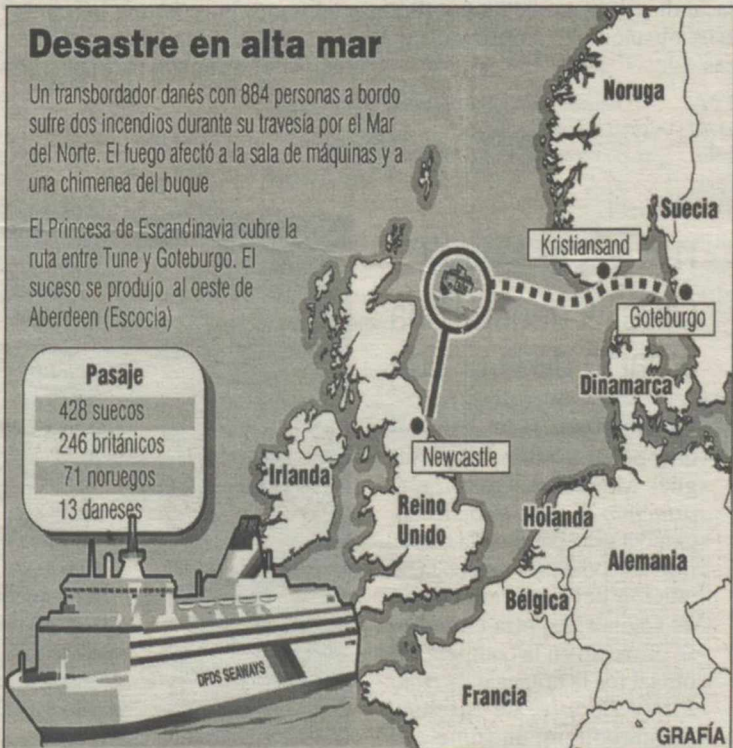 Desastre en alta mar
Un transbordador danés con 884 personas a bordo
sufre dos incendios durante su travesía por el Mar
del Norte. El fuego afectó a la sala de máquinas y a
una chimenea del buque
El Princesa de Escandinavia cubre la
ruta entre Tune y Goteburgo. El
suceso se produjo al oeste de
Aberdeen (Escocia)
Pasaje
428 suecos
246 británicos
71 noruegos
13 daneses
Noruga
Suecia
Kristiansand
Goteburgo
Dinamarca
Newcastle
Irlanda
Reino
Unido
Holanda
Alemania
Bélgica
DFDS SEAWAYS
Francia
GRAFÍA